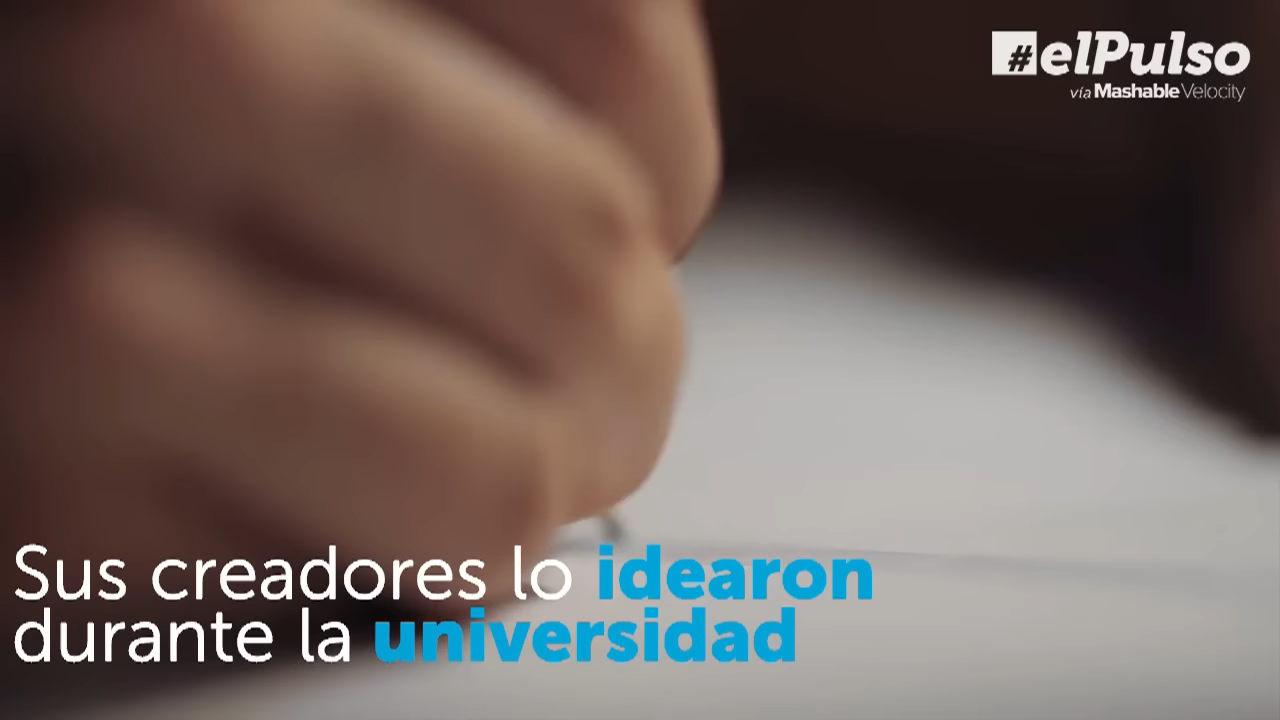 #elPulso
vía Mashable Velocity
Sus creadores lo idearon
durante la universidad